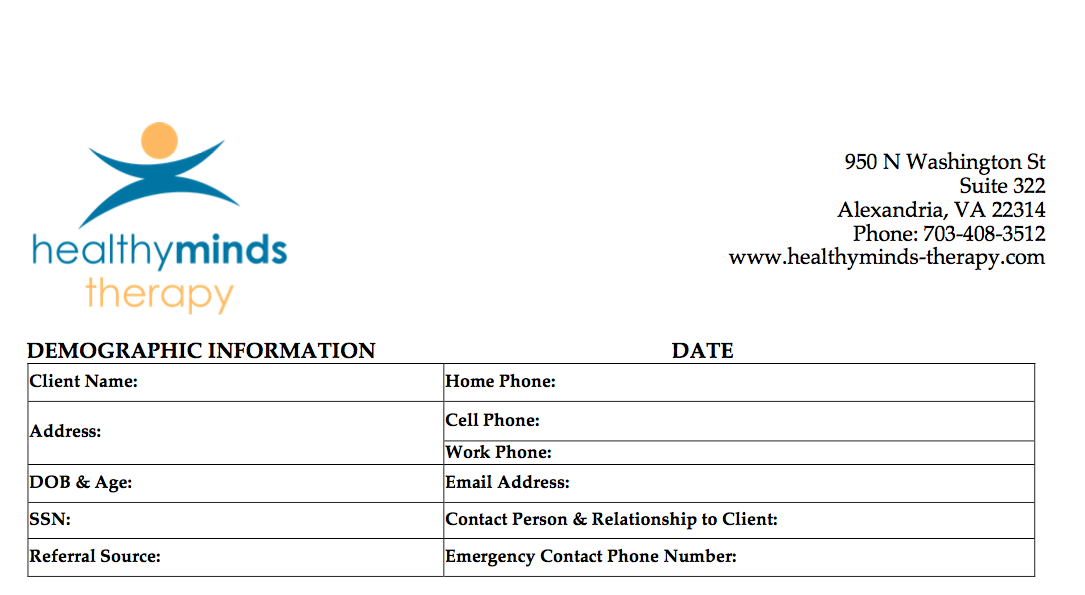 healthyminds
therapy
950 N Washington St
Suite 322
Alexandria, VA 22314
Phone: 703-408-3512
www.healthyminds-therapy.com
DEMOGRAPHIC INFORMATION DATE
Client Name: Home Phone:
Address: Cell Phone:
Work Phone:
DOB & Age: Email Address:
SSN: Contact Person & Relationship to Client:
Referral Source: Emergency Contact Phone Number: